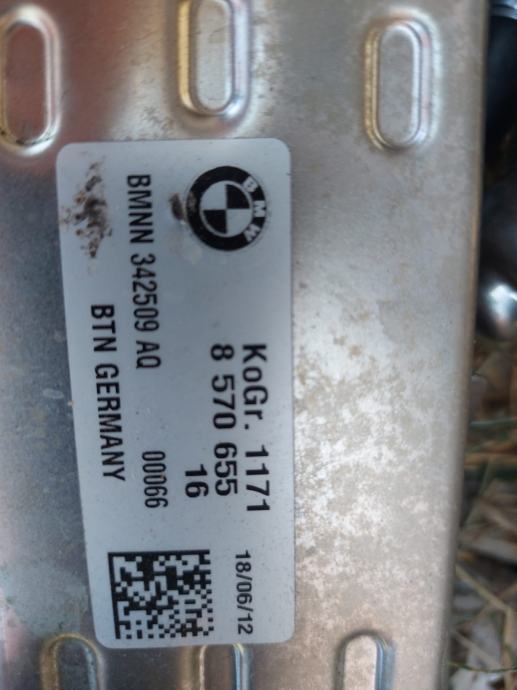 BMW
KoGr. 1171
8 570 655
16
18/06/12
BMNN 342509 AQ 00066
BTN GERMANY